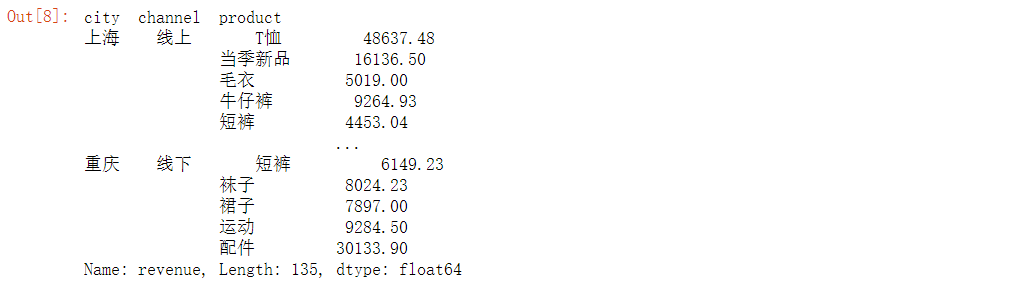 Out[8]: city channel product
上海 线上 T恤 48637.48
当季新品 16136.50
毛衣 5019.00
牛仔裤 9264.93
短裤 4453.04
...
重庆 线下 短裤 6149.23
袜子 8024.23
裙子 7897.00
运动 9284.50
配件 30133.90
Name: revenue, Length: 135, dtype: float64